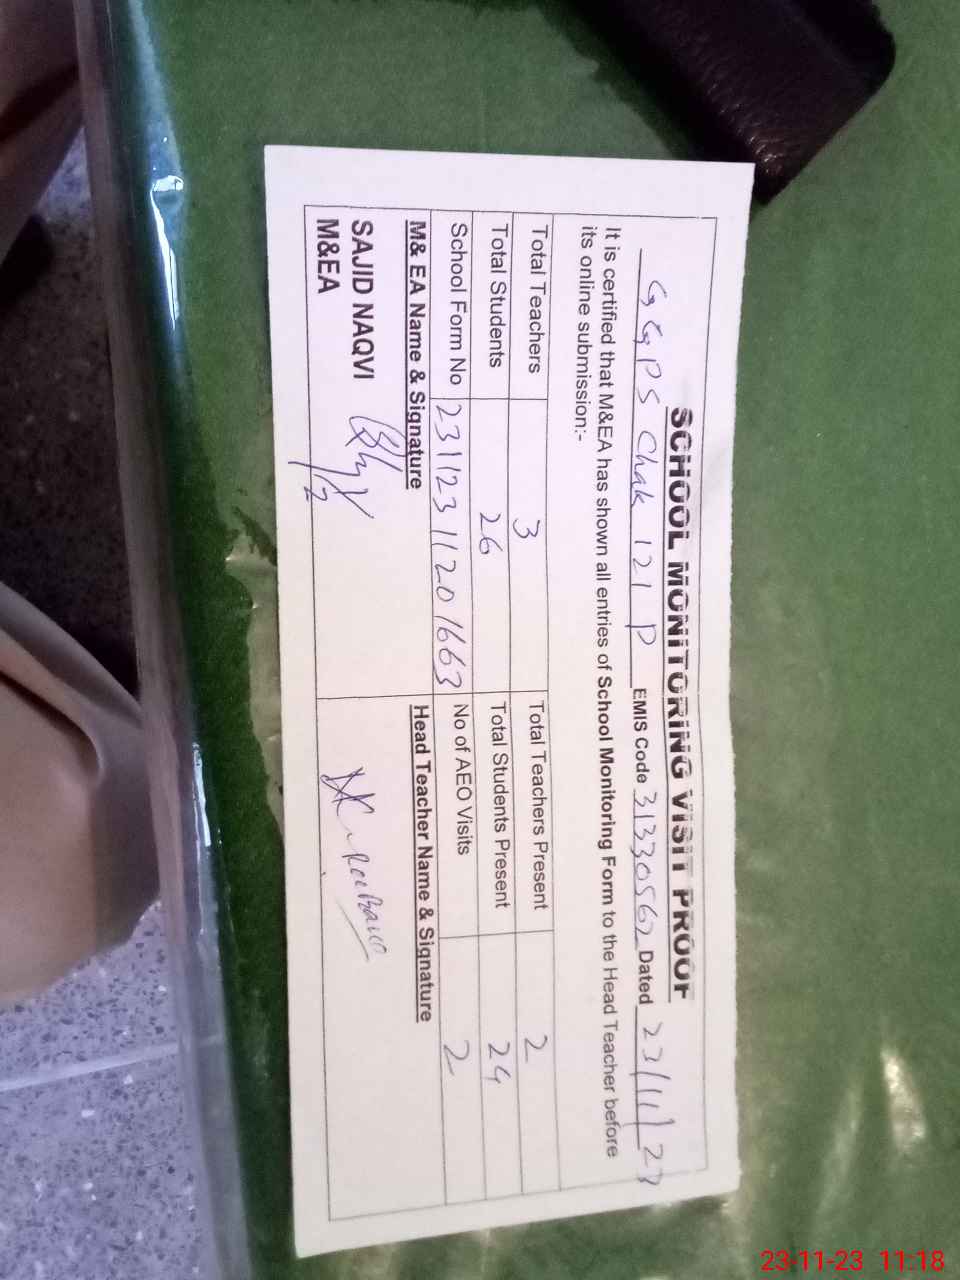 SCHOOL MONITORING VISIT PROOF
GGPS Chak 121 P EMIS Code 31330562 Dated 23/11/23
It is certified that M&EA has shown all entries of School Monitoring Form to the Head Teacher before
its online submission:-
Total Teachers 3 Total Teachers Present 2
Total Students 26 Total Students Present 24
School Form No 23112311201663 No of AEO Visits 2
M& EA Name & Signature Head Teacher Name & Signature
SAJID NAQVI
M&EA
23-11-23 11:18